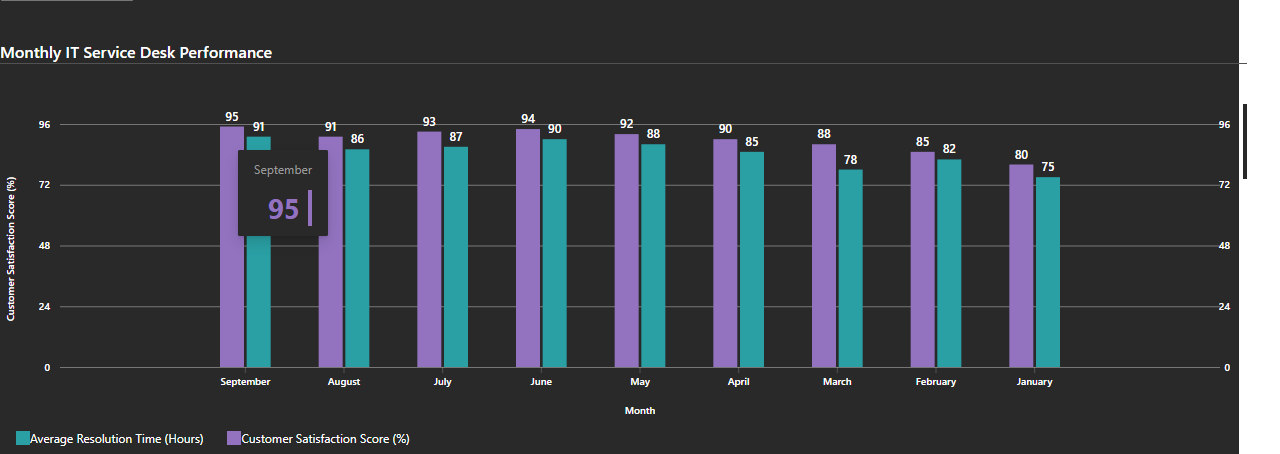 Monthly IT Service Desk Performance
95 91 91 86 93 87 94 90 92 88 90 85 88 78 85 82 80 75
96 96
September
72 72
95
48 48
24 24
0 0
Customer Satisfaction Score (%)
September August July June May April March February January
Month
Average Resolution Time (Hours) Customer Satisfaction Score (%)